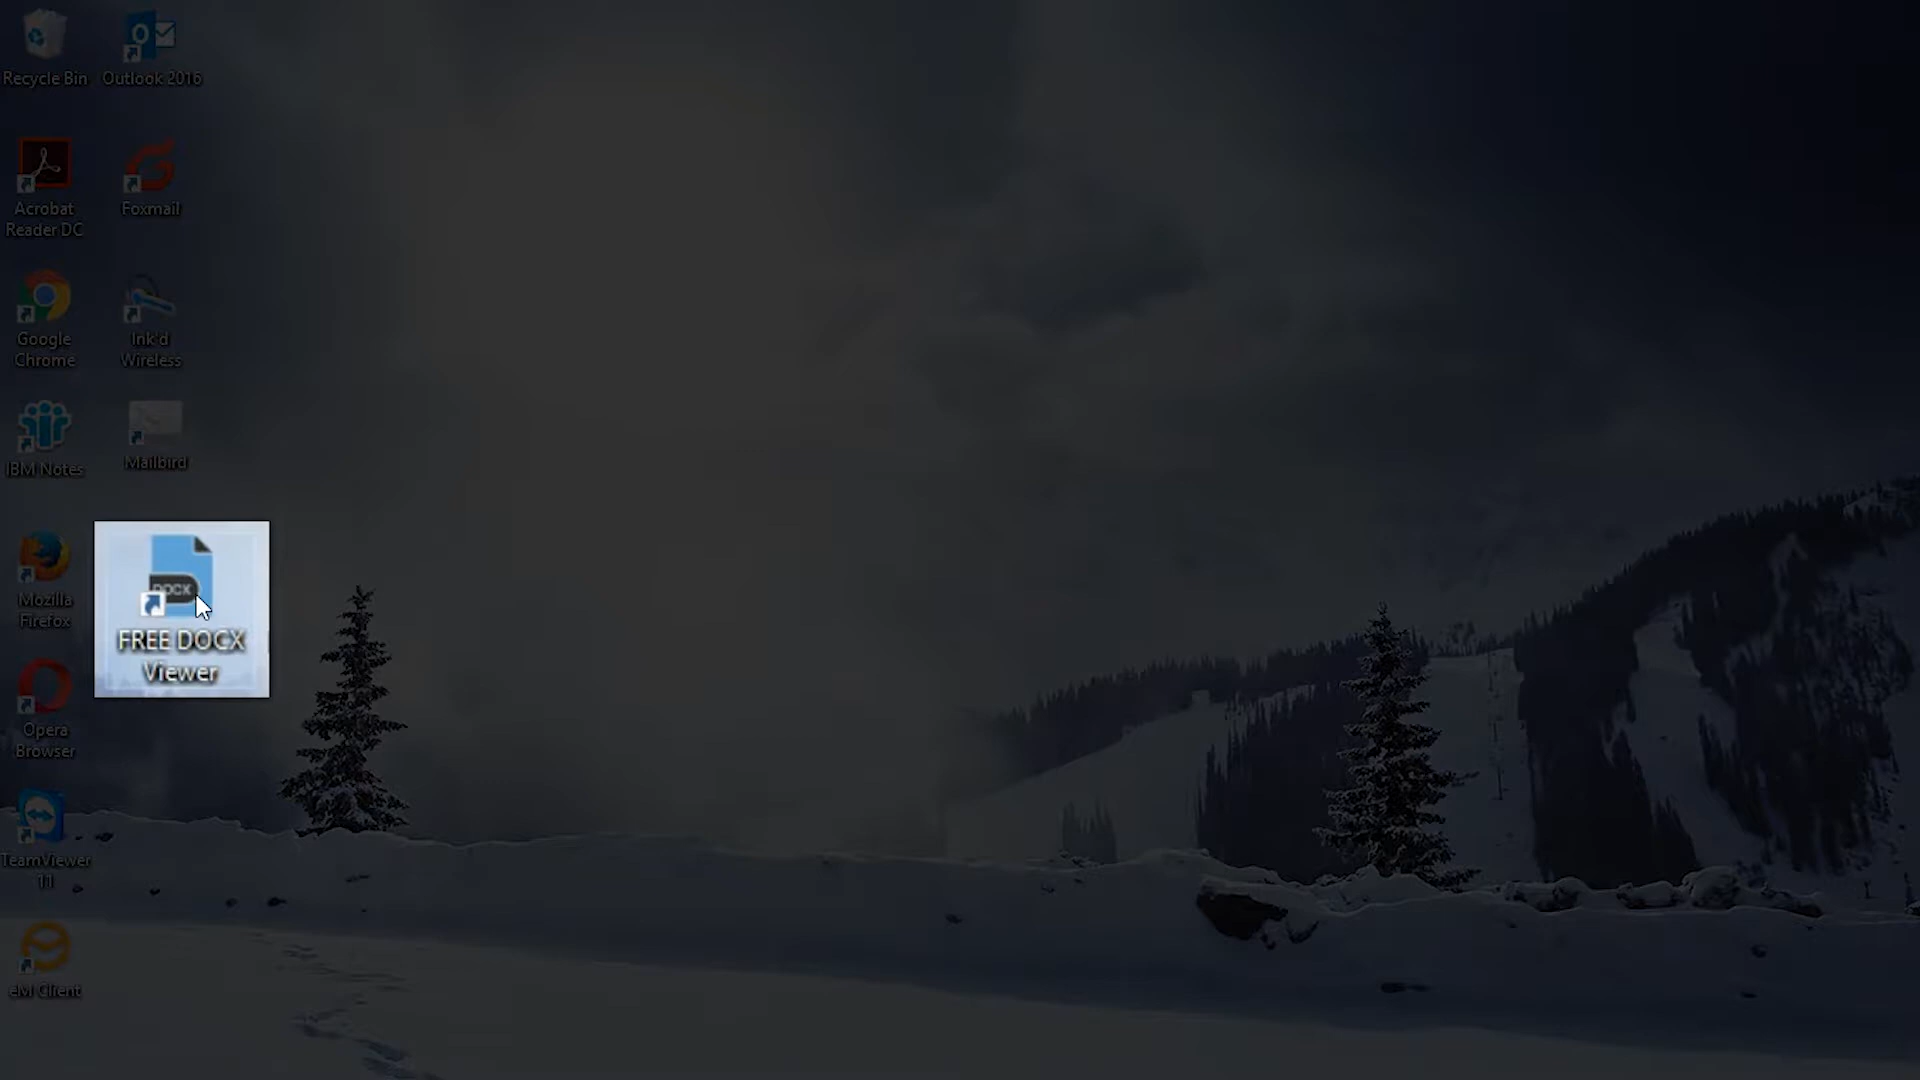 Recycle Bin
Outlook 2016
Acrobat
Reader DC
Foxmail
Google
Chrome
Ink'd
Wireless
IBM Notes
Mailbird
Mozilla
Firefox
DOCX
FREE DOCX
Viewer
Opera
Browser
TeamViewer
11
eM Client